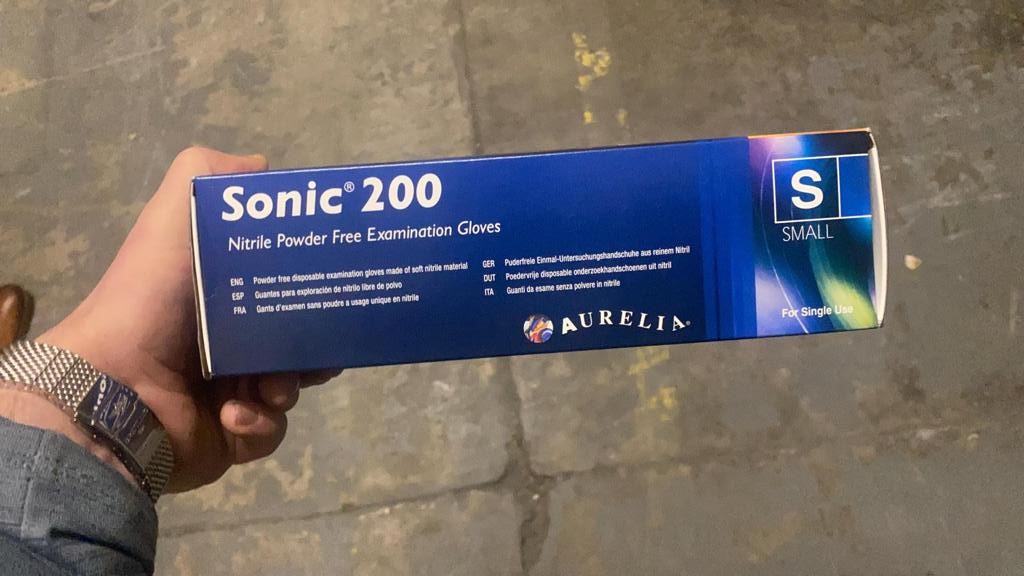 Sonic® 200
Nitrile Powder Free Examination Gloves
ENG Powder free disposable examination gloves made of soft nitrile material
ESP Guantes para exploración de nitrilo libre de polvo
FRA Gants d'examen sans poudre a usage unique en nitrile
GER Puderfreie Einmal-Untersuchungshandschuhe aus reinem Nitril
DUT Poedervrije disposable onderzoekhandschoenen uit nitril
ITA Guanti da esame senza polvere in nitrile
AURELIA®
S
SMALL
For Single Use